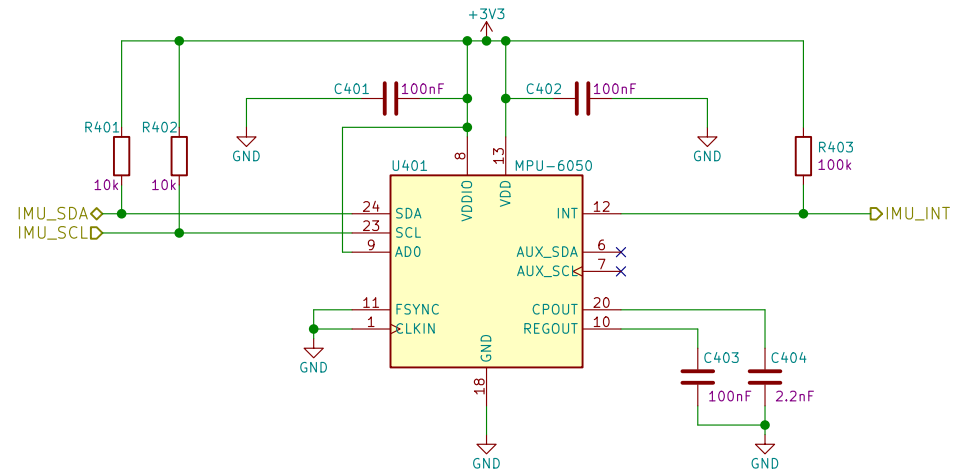 +3V3
C401 100nF
C402 100nF
GND
GND
R401
10k
R402
10k
R403
100k
U401
MPU-6050
8
VDDIO
13
VDD
IMU_SDA
IMU_SCL
24 SDA
23 SCL
9 AD0
11 FSYNC
1 CLKIN
INT 12
AUX_SDA 6
AUX_SCL 7
CPOUT 20
REGOUT 10
IMU_INT
GND
18
GND
GND
C403
100nF
C404
2.2nF
GND